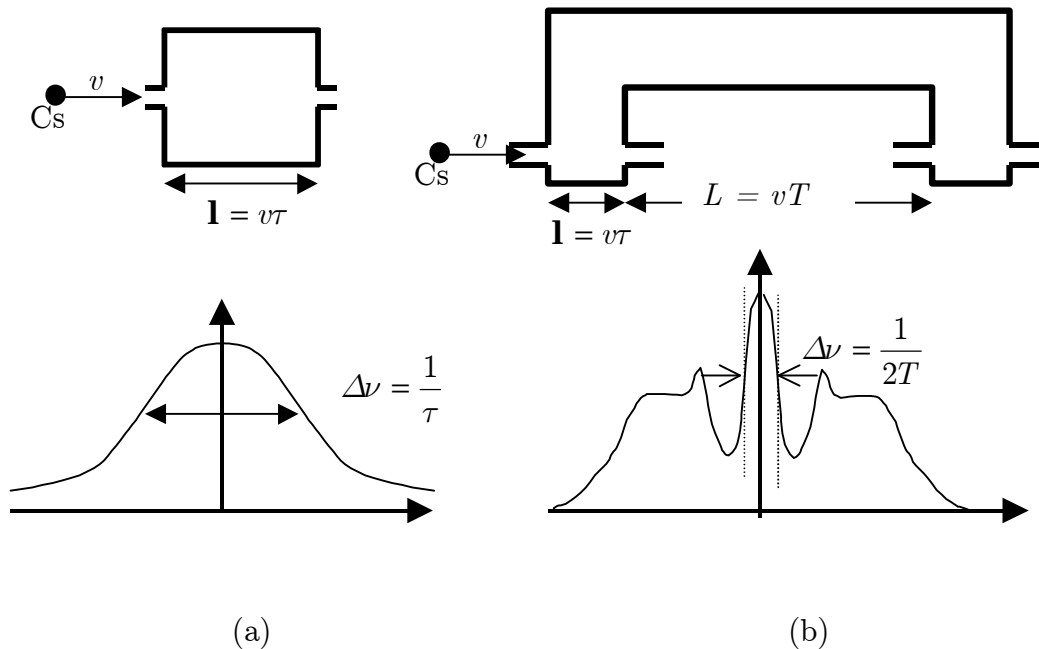 v
Cs
l = vτ
Δν = 1/τ
(a)
v
Cs
L = vT
l = vτ
Δν = 1/2T
(b)